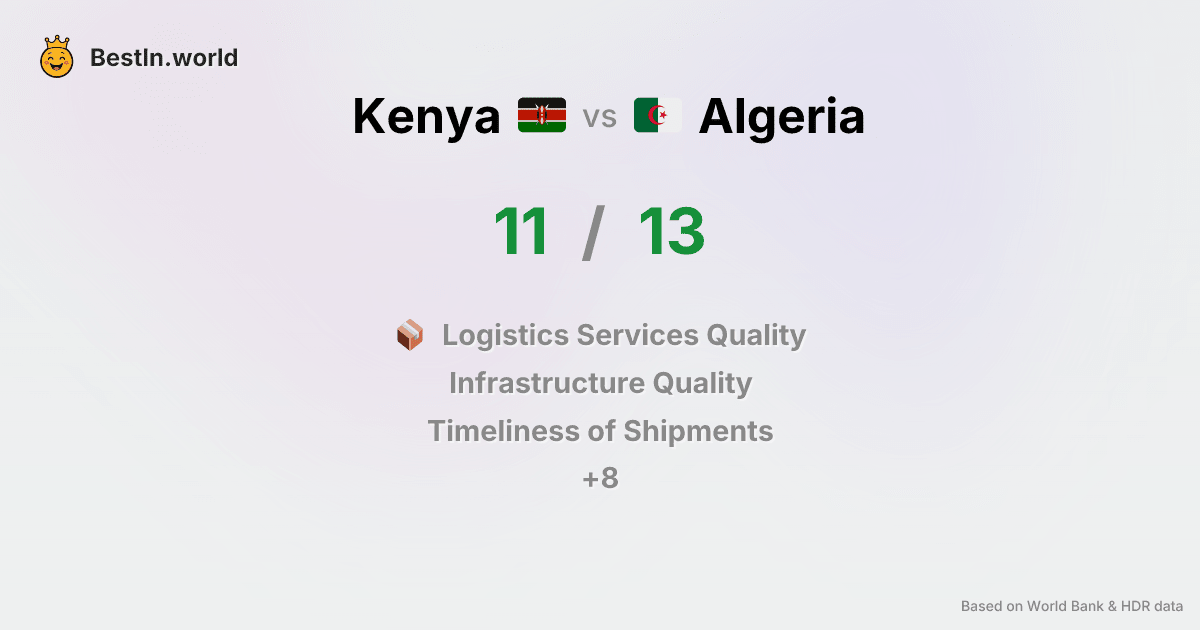 BestIn.world
Kenya vs Algeria
11 / 13
Logistics Services Quality
Infrastructure Quality
Timeliness of Shipments
+8
Based on World Bank & HDR data